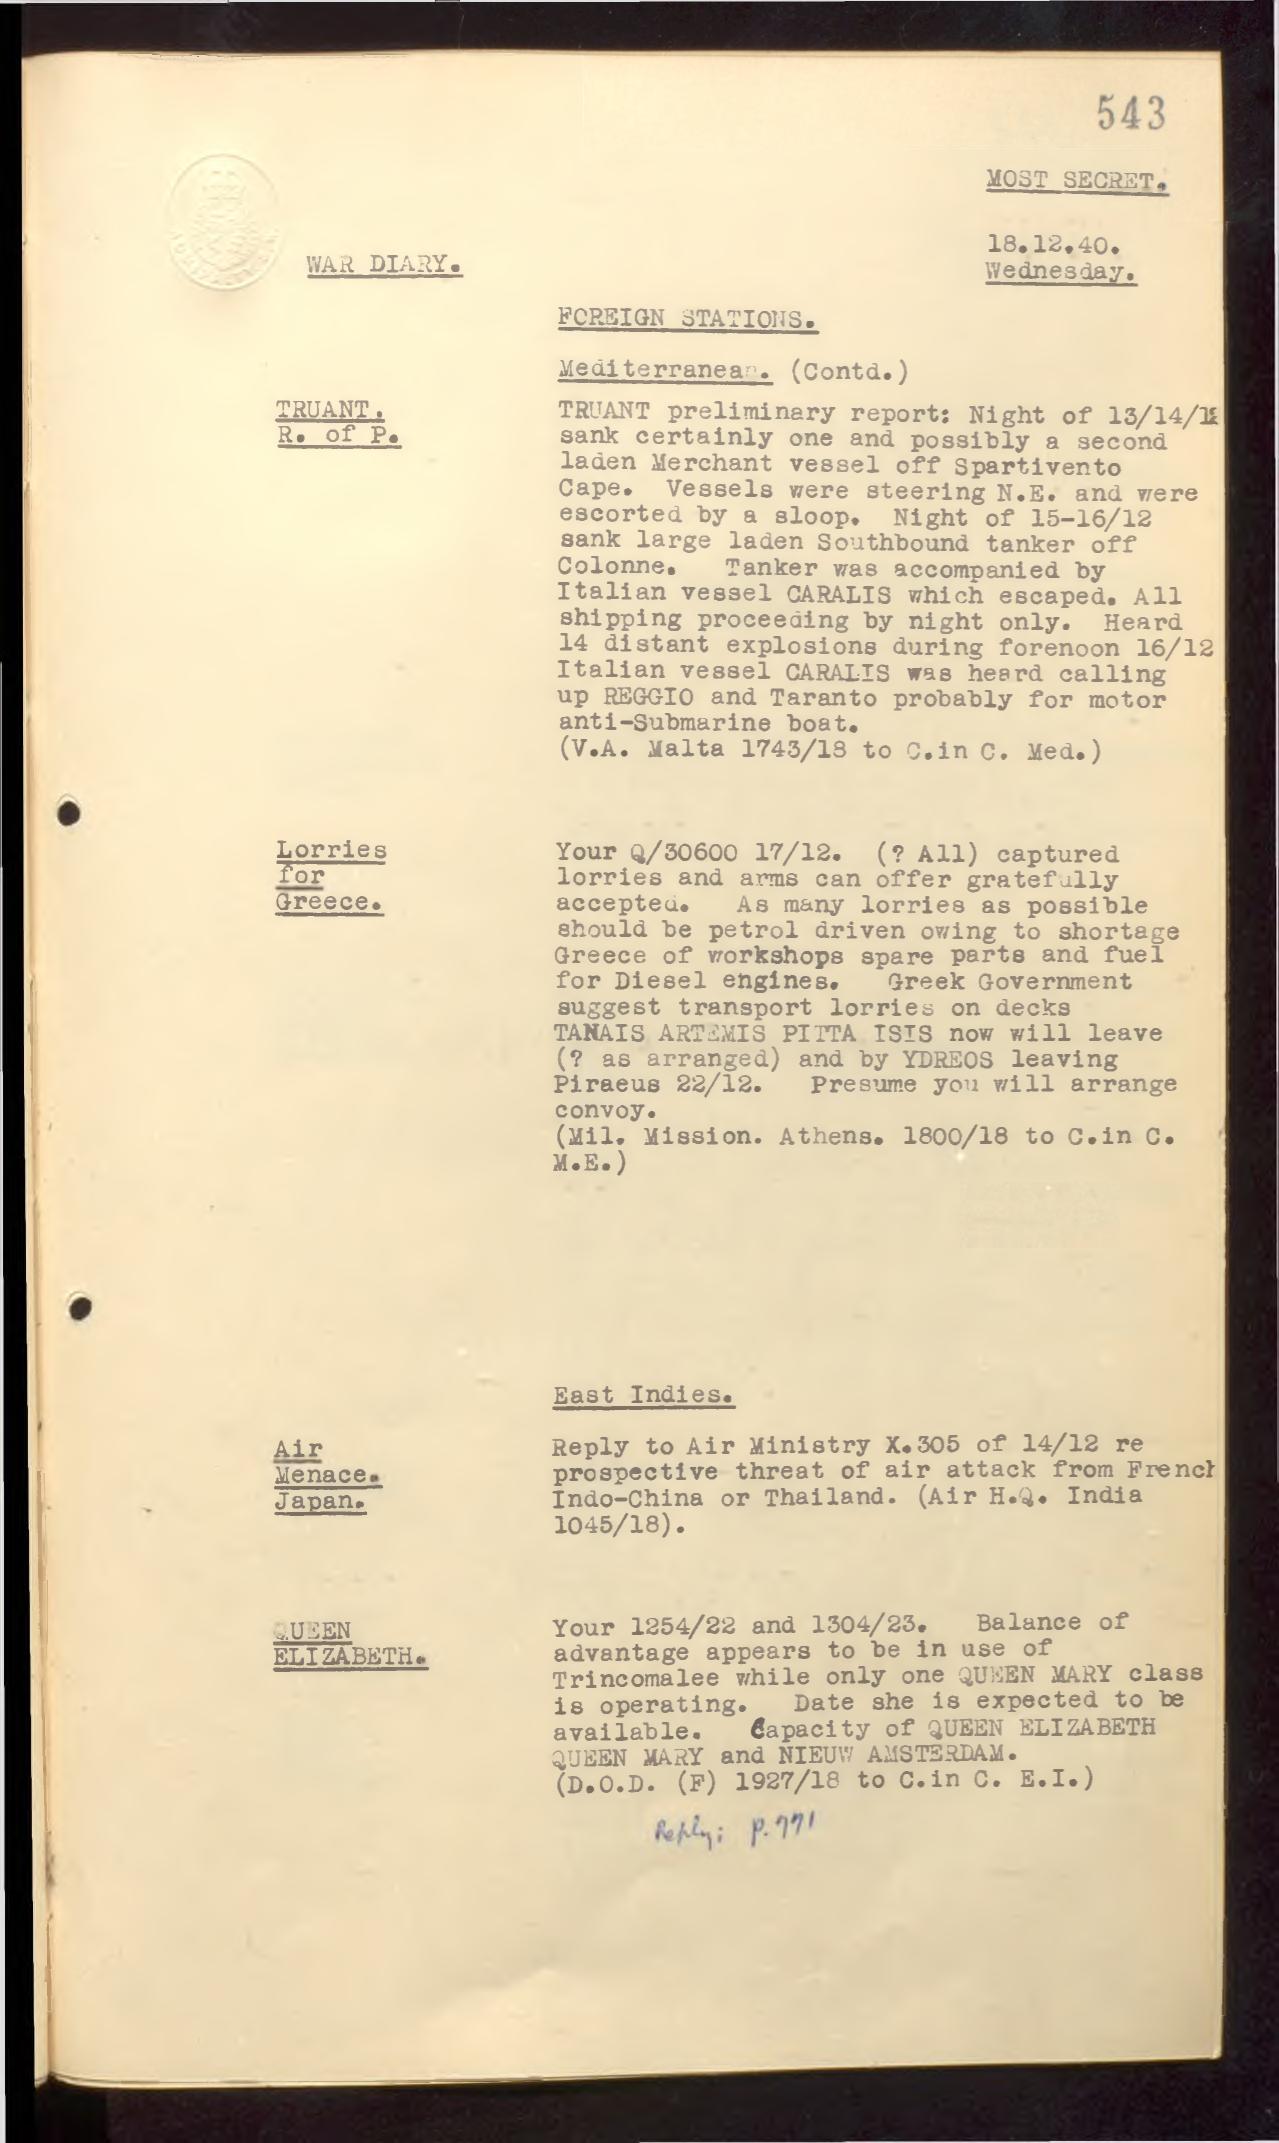 543
MOST SECRET.
18.12.40.
Wednesday.
WAR DIARY.
FOREIGN STATIONS.
Mediterranean. (Contd.)
TRUANT.
R. of P.
TRUANT preliminary report: Night of 13/14/12
sank certainly one and possibly a second
laden Merchant vessel off Spartivento
Cape. Vessels were steering N.E. and were
escorted by a sloop. Night of 15-16/12
sank large laden Southbound tanker off
Colonne. Tanker was accompanied by
Italian vessel CARALIS which escaped. All
shipping proceeding by night only. Heard
14 distant explosions during forenoon 16/12
Italian vessel CARALIS was heard calling
up REGGIO and Taranto probably for motor
anti-Submarine boat.
(V.A. Malta 1743/18 to C.in C. Med.)
Lorries
for
Greece.
Your Q/30600 17/12. (? All) captured
lorries and arms can offer gratefully
accepted. As many lorries as possible
should be petrol driven owing to shortage
Greece of workshops spare parts and fuel
for Diesel engines. Greek Government
suggest transport lorries on decks
TANAIS ARTEMIS PITTA ISIS now will leave
(? as arranged) and by YDREOS leaving
Piraeus 22/12. Presume you will arrange
convoy.
(Mil. Mission. Athens. 1800/18 to C.in C.
M.E.)
East Indies.
Air
Menace.
Japan.
Reply to Air Ministry X.305 of 14/12 re
prospective threat of air attack from French
Indo-China or Thailand. (Air H.Q. India
1045/18).
QUEEN
ELIZABETH.
Your 1254/22 and 1304/23. Balance of
advantage appears to be in use of
Trincomalee while only one QUEEN MARY class
is operating. Date she is expected to be
available. Capacity of QUEEN ELIZABETH
QUEEN MARY and NIEUW AMSTERDAM.
(D.O.D. (F) 1927/18 to C.in C. E.I.)
Reply: p.771